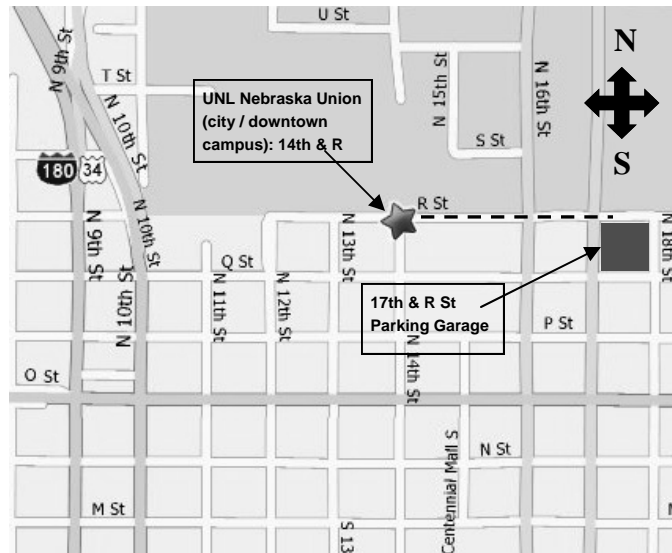 U St
N 9th St
T St
N 10th St
N 15th St
N 16th St
S St
N
S
UNL Nebraska Union
(city / downtown
campus): 14th & R
180
34
R St
N 9th St
N 10th St
N 10th St
N 13th St
N 18th St
Q St
N 11th St
N 12th St
17th & R St
Parking Garage
P St
N 14th St
O St
N St
Centennial Mall S
M St
S 13